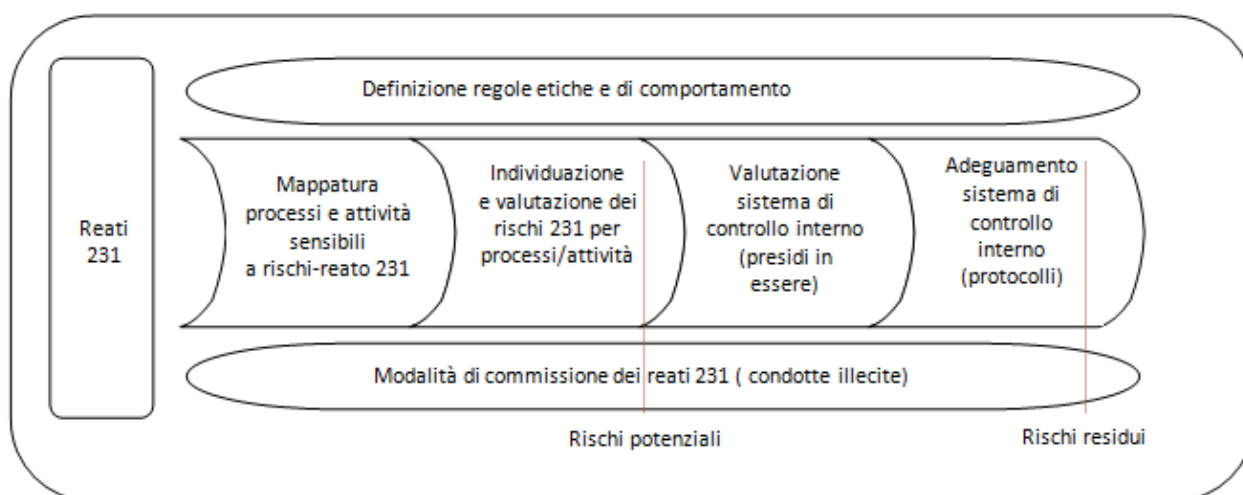 Definizione regole etiche e di comportamento
Reati
231
Mappatura
processi e attività
sensibili
a rischi-reato 231
Individuazione
e valutazione dei
rischi 231 per
processi/attività
Valutazione
sistema di
controllo interno
(presidi in
essere)
Adeguamento
sistema di
controllo
interno
(protocolli)
Modalità di commissione dei reati 231 ( condotte illecite)
Rischi potenziali
Rischi residui